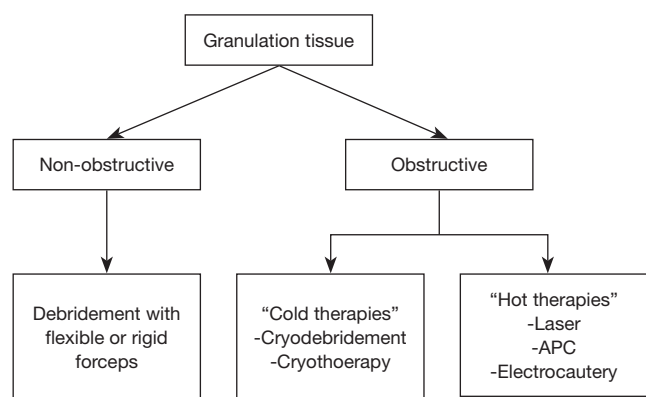 Granulation tissue
Non-obstructive
Obstructive
Debridement with
flexible or rigid
forceps
“Cold therapies”
-Cryodebridement
-Cryothoerapy
“Hot therapies”
-Laser
-APC
-Electrocautery